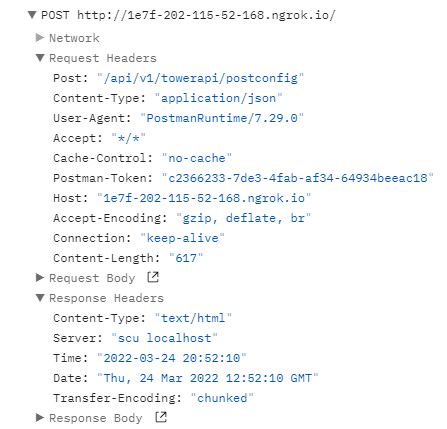 POST http://1e7f-202-115-52-168.ngrok.io/
Network
Request Headers
Post: "/api/v1/towerapi/postconfig"
Content-Type: "application/json"
User-Agent: "PostmanRuntime/7.29.0"
Accept: "*/*"
Cache-Control: "no-cache"
Postman-Token: "c2366233-7de3-4fab-af34-64934beeac18"
Host: "1e7f-202-115-52-168.ngrok.io"
Accept-Encoding: "gzip, deflate, br"
Connection: "keep-alive"
Content-Length: "617"
Request Body
Response Headers
Content-Type: "text/html"
Server: "scu localhost"
Time: "2022-03-24 20:52:10"
Date: "Thu, 24 Mar 2022 12:52:10 GMT"
Transfer-Encoding: "chunked"
Response Body